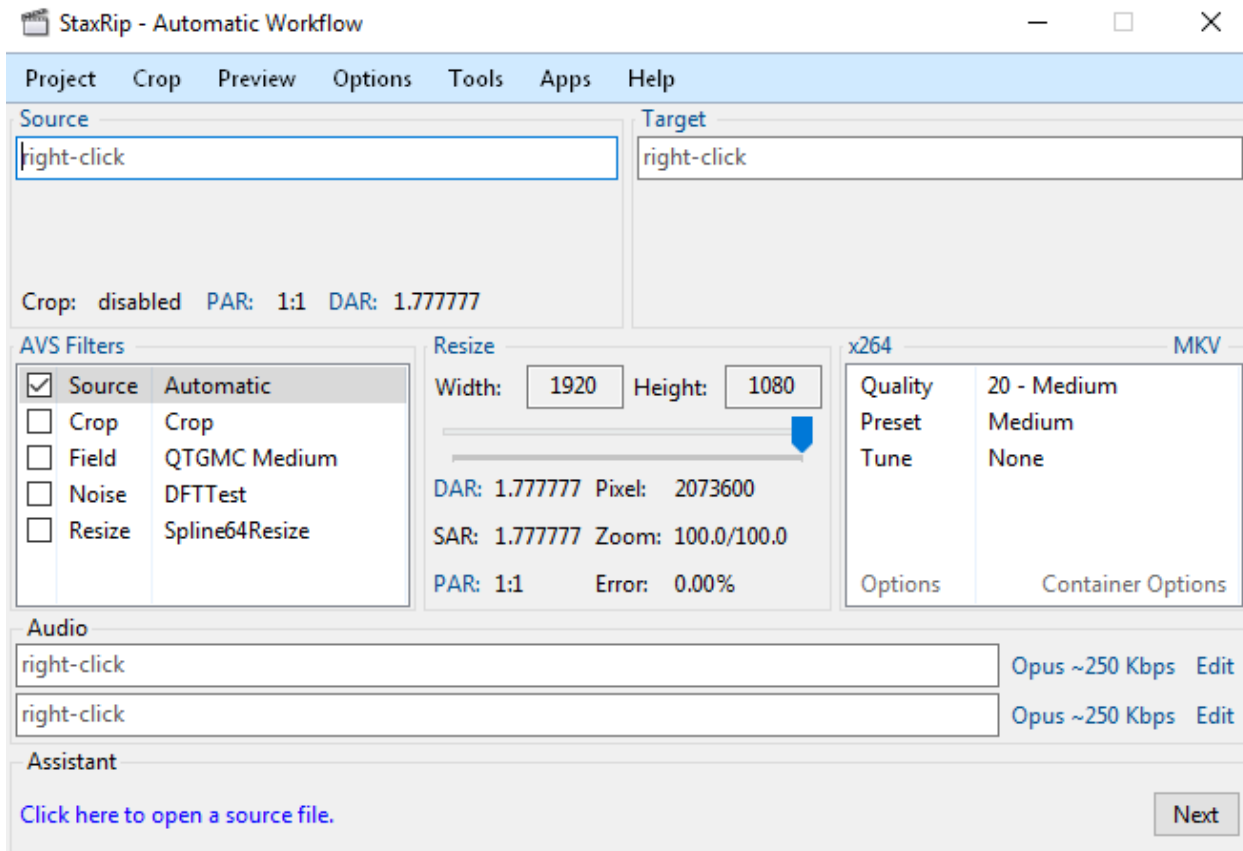 StaxRip - Automatic Workflow
Project Crop Preview Options Tools Apps Help
Source
right-click
Crop: disabled PAR: 1:1 DAR: 1.777777
Target
right-click
AVS Filters
Source Automatic
Crop Crop
Field QTGMC Medium
Noise DFTTest
Resize Spline64Resize
Resize
Width: 1920 Height: 1080
DAR: 1.777777 Pixel: 2073600
SAR: 1.777777 Zoom: 100.0/100.0
PAR: 1:1 Error: 0.00%
x264 MKV
Quality 20 - Medium
Preset Medium
Tune None
Options Container Options
Audio
right-click Opus ~250 Kbps Edit
right-click Opus ~250 Kbps Edit
Assistant
Click here to open a source file.
Next